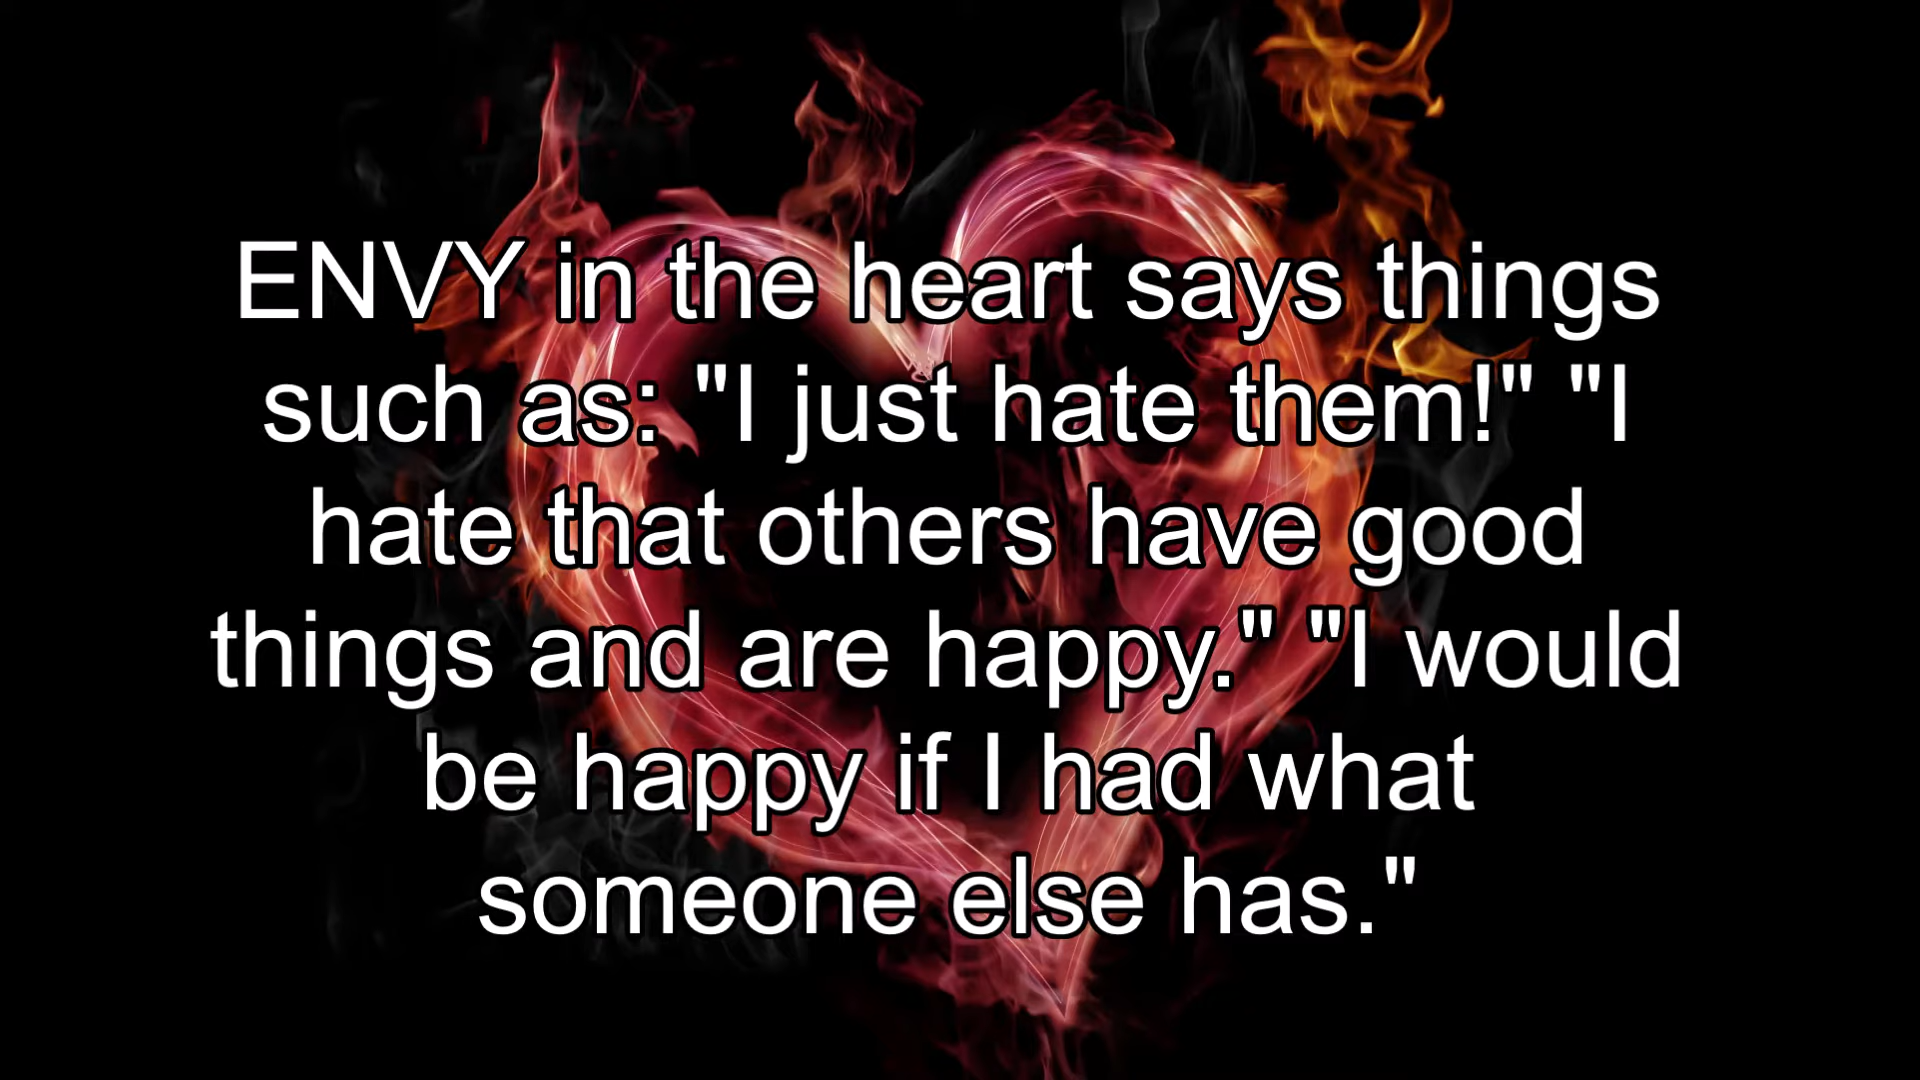 ENVY in the heart says things
such as: "I just hate them!" "I
hate that others have good
things and are happy." "I would
be happy if I had what
someone else has."